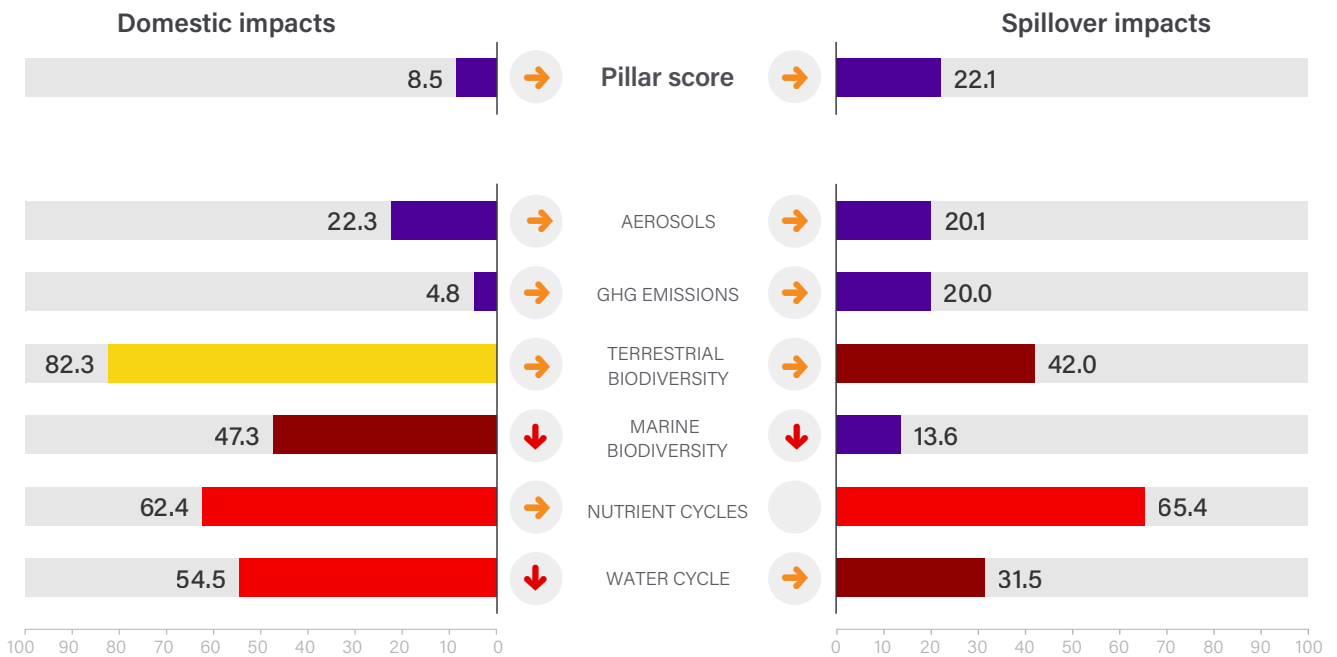 Domestic impacts
Spillover impacts
8.5
Pillar score
22.1
22.3
AEROSOLS
20.1
4.8
GHG EMISSIONS
20.0
82.3
TERRESTRIAL
BIODIVERSITY
42.0
47.3
MARINE
BIODIVERSITY
13.6
62.4
NUTRIENT CYCLES
65.4
54.5
WATER CYCLE
31.5
100 90 80 70 60 50 40 30 20 10 0
0 10 20 30 40 50 60 70 80 90 100